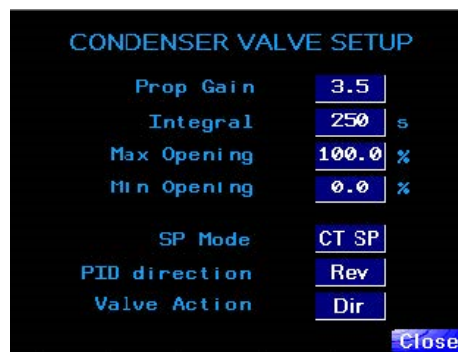 CONDENSER VALVE SETUP
Prop Gain 3.5
Integral 250 s
Max Opening 100.0 %
Min Opening 0.0 %
SP Mode CT SP
PID direction Rev
Valve Action Dir
Close